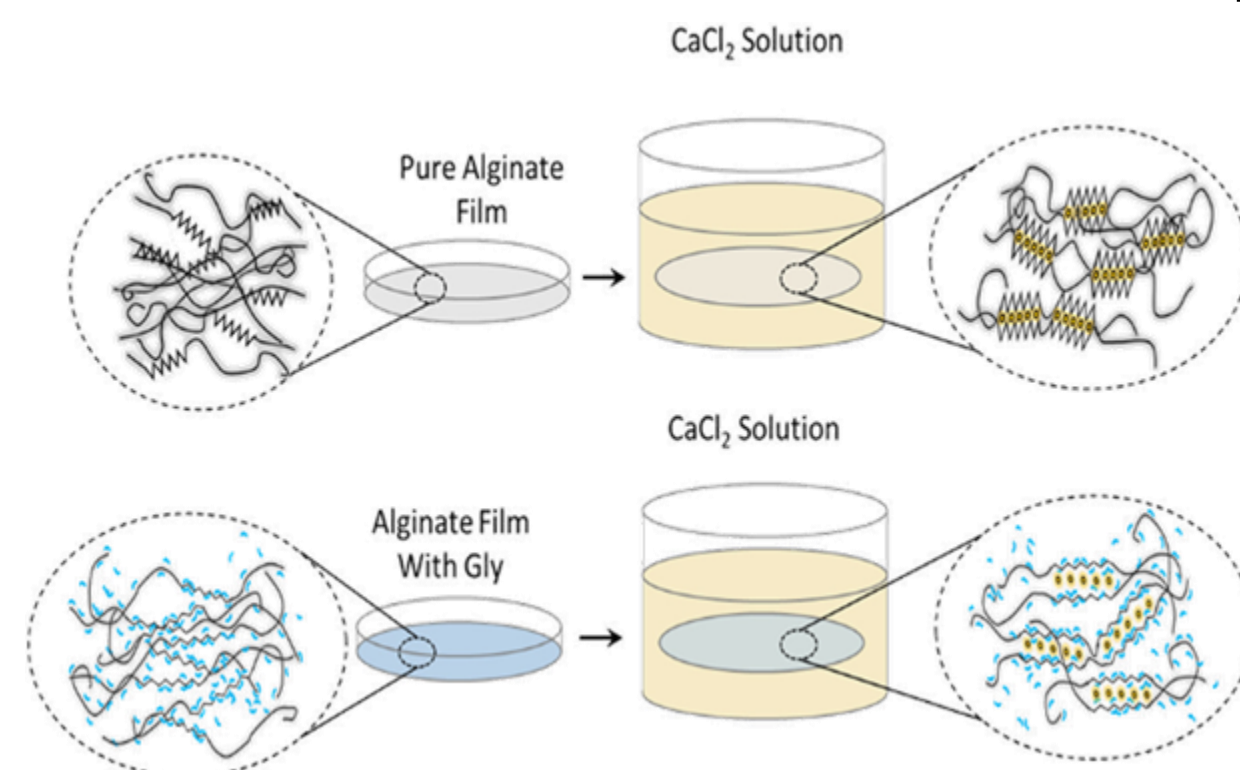 CaCl₂ Solution
Pure Alginate
Film
CaCl₂ Solution
Alginate Film
With Gly